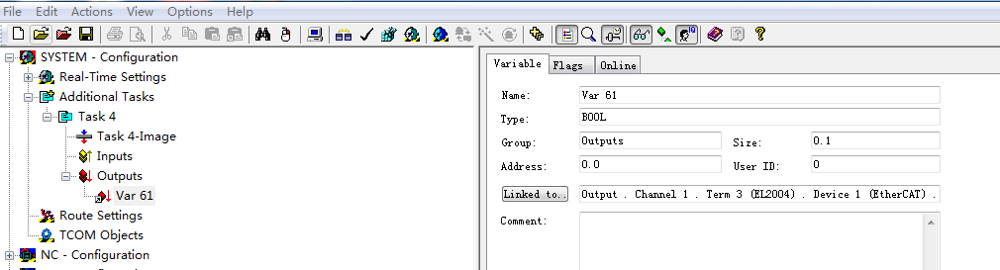 File Edit Actions View Options Help
SYSTEM - Configuration
Real-Time Settings
Additional Tasks
Task 4
Task 4-Image
Inputs
Outputs
Var 61
Route Settings
TCOM Objects
NC - Configuration
Variable Flags Online
Name: Var 61
Type: BOOL
Group: Outputs Size: 0.1
Address: 0.0 User ID: 0
Linked to.. Output . Channel 1 . Term 3 (EL2004) . Device 1 (EtherCAT) .
Comment: